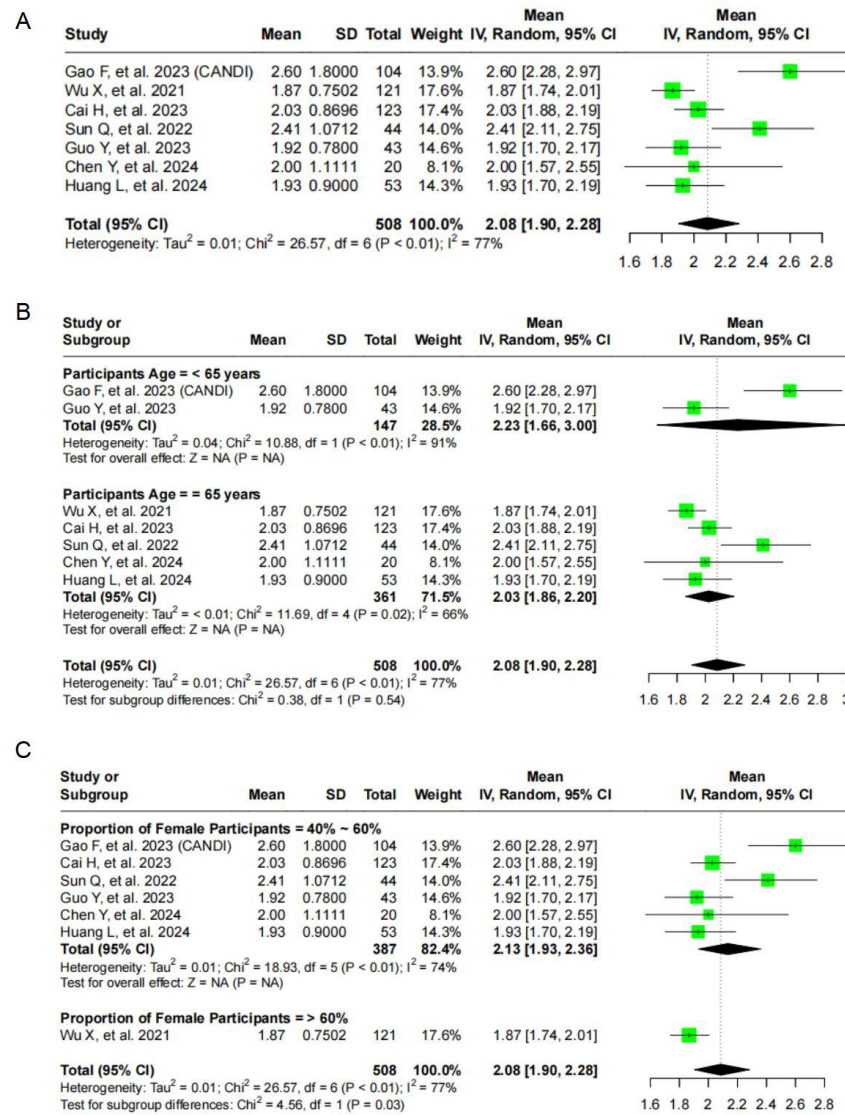 A
Mean Mean
Study Mean SD Total Weight IV, Random, 95% CI IV, Random, 95% CI
Gao F, et al. 2023 (CANDI) 2.60 1.8000 104 13.9% 2.60 [2.28, 2.97]
Wu X, et al. 2021 1.87 0.7502 121 17.6% 1.87 [1.74, 2.01]
Cai H, et al. 2023 2.03 0.8696 123 17.4% 2.03 [1.88, 2.19]
Sun Q, et al. 2022 2.41 1.0712 44 14.0% 2.41 [2.11, 2.75]
Guo Y, et al. 2023 1.92 0.7800 43 14.6% 1.92 [1.70, 2.17]
Chen Y, et al. 2024 2.00 1.1111 20 8.1% 2.00 [1.57, 2.55]
Huang L, et al. 2024 1.93 0.9000 53 14.3% 1.93 [1.70, 2.19]
Total (95% CI) 508 100.0% 2.08 [1.90, 2.28]
Heterogeneity: Tau² = 0.01; Chi² = 26.57, df = 6 (P < 0.01); I² = 77%
1.6 1.8 2 2.2 2.4 2.6 2.8
B
Study or Mean Mean
Subgroup Mean SD Total Weight IV, Random, 95% CI IV, Random, 95% CI
Participants Age = < 65 years
Gao F, et al. 2023 (CANDI) 2.60 1.8000 104 13.9% 2.60 [2.28, 2.97]
Guo Y, et al. 2023 1.92 0.7800 43 14.6% 1.92 [1.70, 2.17]
Total (95% CI) 147 28.5% 2.23 [1.66, 3.00]
Heterogeneity: Tau² = 0.04; Chi² = 10.88, df = 1 (P < 0.01); I² = 91%
Test for overall effect: Z = NA (P = NA)
Participants Age = = 65 years
Wu X, et al. 2021 1.87 0.7502 121 17.6% 1.87 [1.74, 2.01]
Cai H, et al. 2023 2.03 0.8696 123 17.4% 2.03 [1.88, 2.19]
Sun Q, et al. 2022 2.41 1.0712 44 14.0% 2.41 [2.11, 2.75]
Chen Y, et al. 2024 2.00 1.1111 20 8.1% 2.00 [1.57, 2.55]
Huang L, et al. 2024 1.93 0.9000 53 14.3% 1.93 [1.70, 2.19]
Total (95% CI) 361 71.5% 2.03 [1.86, 2.20]
Heterogeneity: Tau² = < 0.01; Chi² = 11.69, df = 4 (P = 0.02); I² = 66%
Test for overall effect: Z = NA (P = NA)
Total (95% CI) 508 100.0% 2.08 [1.90, 2.28]
Heterogeneity: Tau² = 0.01; Chi² = 26.57, df = 6 (P < 0.01); I² = 77%
Test for subgroup differences: Chi² = 0.38, df = 1 (P = 0.54)
1.6 1.8 2 2.2 2.4 2.6 2.8
C
Study or Mean Mean
Subgroup Mean SD Total Weight IV, Random, 95% CI IV, Random, 95% CI
Proportion of Female Participants = 40% ~ 60%
Gao F, et al. 2023 (CANDI) 2.60 1.8000 104 13.9% 2.60 [2.28, 2.97]
Cai H, et al. 2023 2.03 0.8696 123 17.4% 2.03 [1.88, 2.19]
Sun Q, et al. 2022 2.41 1.0712 44 14.0% 2.41 [2.11, 2.75]
Guo Y, et al. 2023 1.92 0.7800 43 14.6% 1.92 [1.70, 2.17]
Chen Y, et al. 2024 2.00 1.1111 20 8.1% 2.00 [1.57, 2.55]
Huang L, et al. 2024 1.93 0.9000 53 14.3% 1.93 [1.70, 2.19]
Total (95% CI) 387 82.4% 2.13 [1.93, 2.36]
Heterogeneity: Tau² = 0.01; Chi² = 18.93, df = 5 (P < 0.01); I² = 74%
Test for overall effect: Z = NA (P = NA)
Proportion of Female Participants = > 60%
Wu X, et al. 2021 1.87 0.7502 121 17.6% 1.87 [1.74, 2.01]
Total (95% CI) 508 100.0% 2.08 [1.90, 2.28]
Heterogeneity: Tau² = 0.01; Chi² = 26.57, df = 6 (P < 0.01); I² = 77%
Test for subgroup differences: Chi² = 4.56, df = 1 (P = 0.03)
1.6 1.8 2 2.2 2.4 2.6 2.8